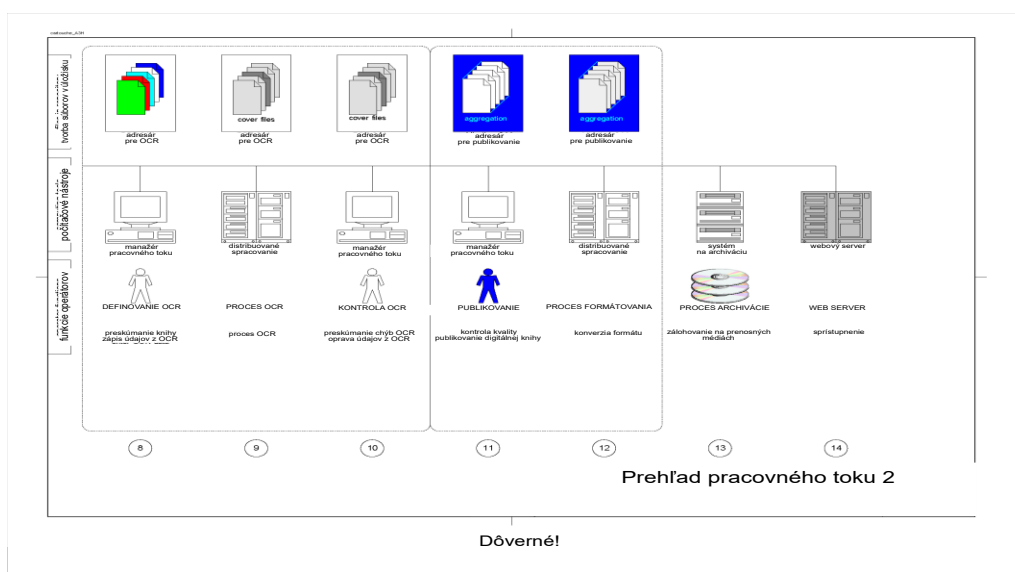 tvorba súborov v úložisku
cover files
cover files
aggregation
aggregation
adresár
pre OCR
adresár
pre OCR
adresár
pre OCR
adresár
pre publikovanie
adresár
pre publikovanie
počítačové nástroje
manažér
pracovného toku
distribuované
spracovanie
manažér
pracovného toku
manažér
pracovného toku
distribuované
spracovanie
systém
na archiváciu
webový server
funkcie operátorov
DEFINOVANIE OCR
PROCES OCR
KONTROLA OCR
PUBLIKOVANIE
PROCES FORMÁTOVANIA
PROCES ARCHIVÁCIE
WEB SERVER
preskúmanie knihy
zápis údajov z OCR
proces OCR
preskúmanie chýb OCR
oprava údajov z OCR
kontrola kvality
publikovanie digitálnej knihy
konverzia formátu
zálohovanie na prenosných
médiách
sprístupnenie
8
9
10
11
12
13
14
Prehľad pracovného toku 2
Dôverné!